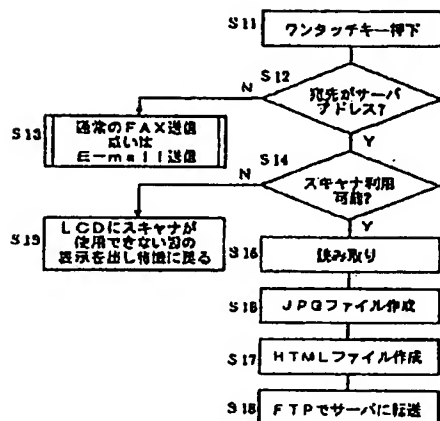 S11
ワンタッチキー押下
S12
宛先がサーバ
アドレス?
N
Y
S13
通常のFAX送信
或いは
E-mail送信
S14
スキャナ利用
可能?
N
Y
S19
LCDにスキャナが
使用できない旨の
表示を出し待機に戻る
S16
読み取り
S16
JPGファイル作成
S17
HTMLファイル作成
S18
FTPでサーバに転送